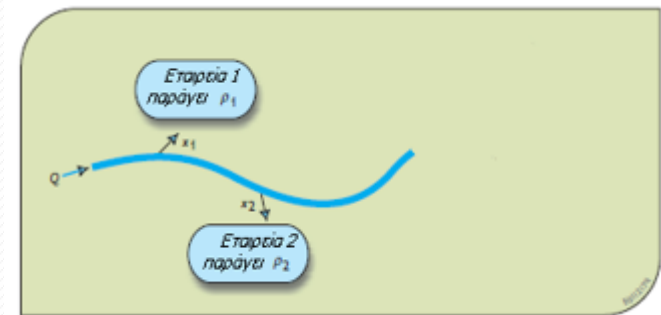 Εταιρεία 1
παράγει ρ1
x1
Q
x2
Εταιρεία 2
παράγει ρ2